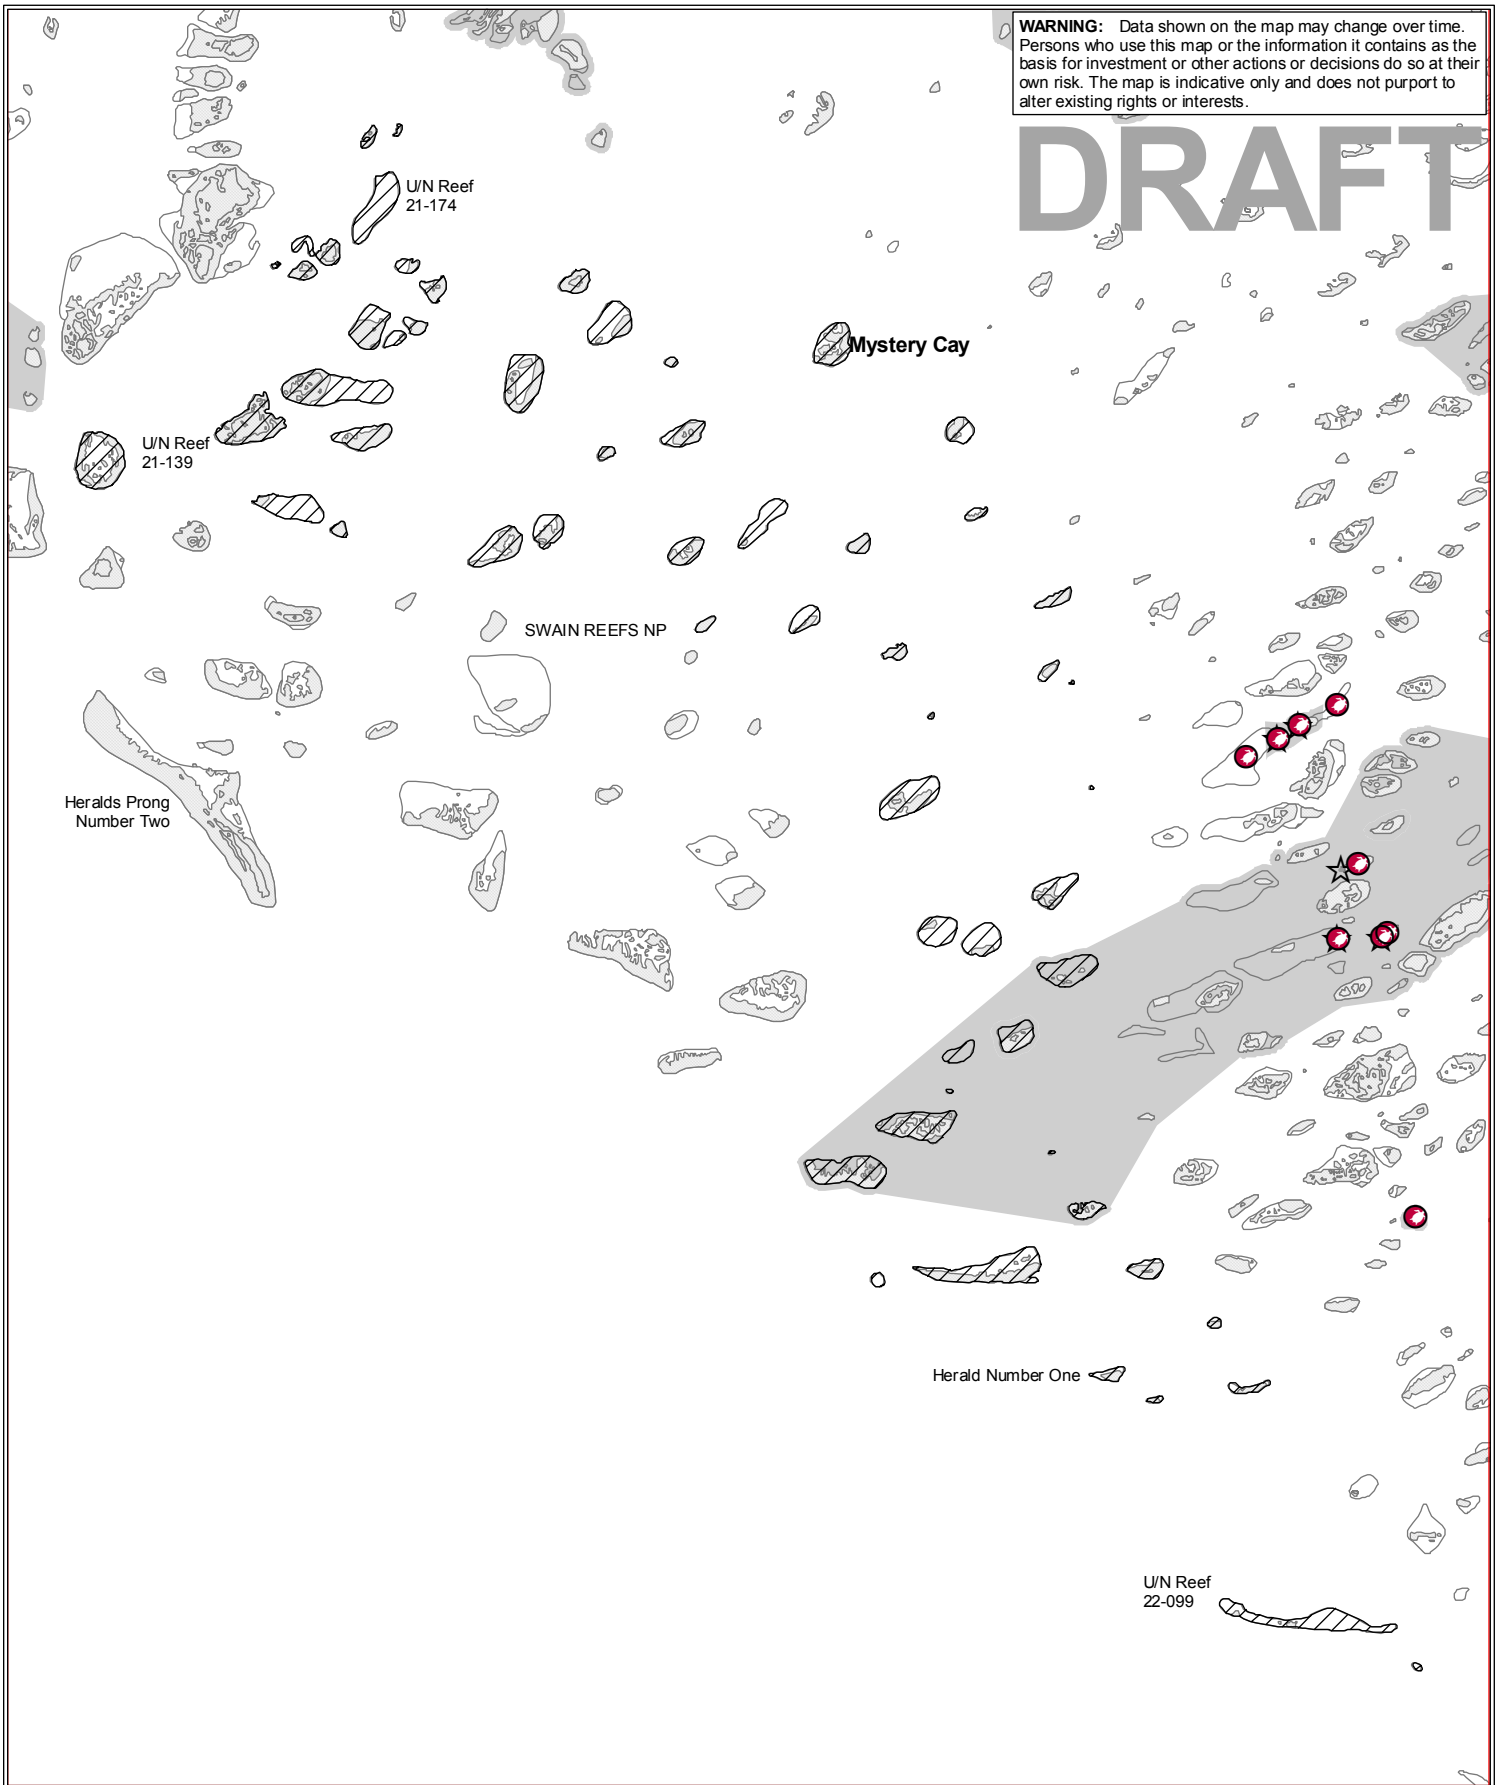 WARNING: Data shown on the map may change over time.
Persons who use this map or the information it contains as the
basis for investment or other actions or decisions do so at their
own risk. The map is indicative only and does not purport to
alter existing rights or interests.
DRAFT
U/N Reef
21-174
Mystery Cay
U/N Reef
21-139
SWAIN REEFS NP
Heralds Prong
Number Two
Herald Number One
U/N Reef
22-099